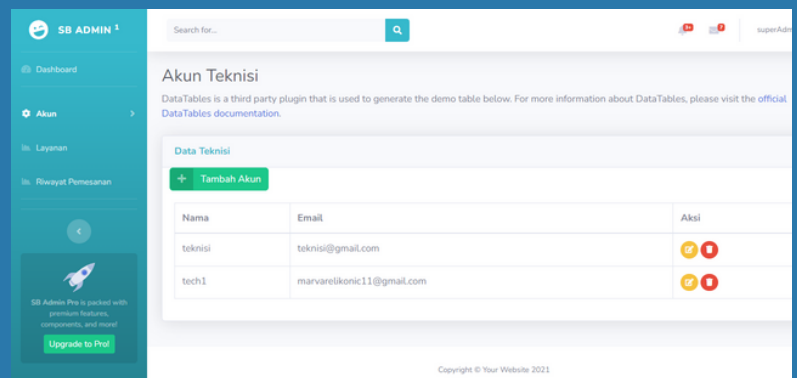 SB ADMIN 1
Search for...
3+
7
superAdm
Dashboard
Akun
Layanan
Riwayat Pemesanan
SB Admin Pro is packed with
premium features,
components, and more!
Upgrade to Pro!
Akun Teknisi
DataTables is a third party plugin that is used to generate the demo table below. For more information about DataTables, please visit the official
DataTables documentation.
Data Teknisi
Tambah Akun
Nama Email Aksi
teknisi teknisi@gmail.com
tech1 marvarelikonic11@gmail.com
Copyright © Your Website 2021